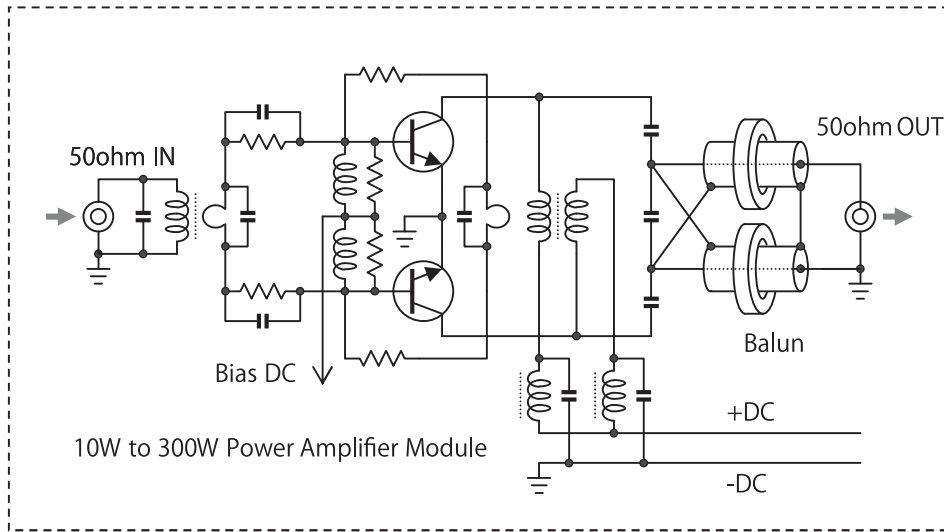 50ohm IN
50ohm OUT
Balun
Bias DC
+DC
10W to 300W Power Amplifier Module
-DC